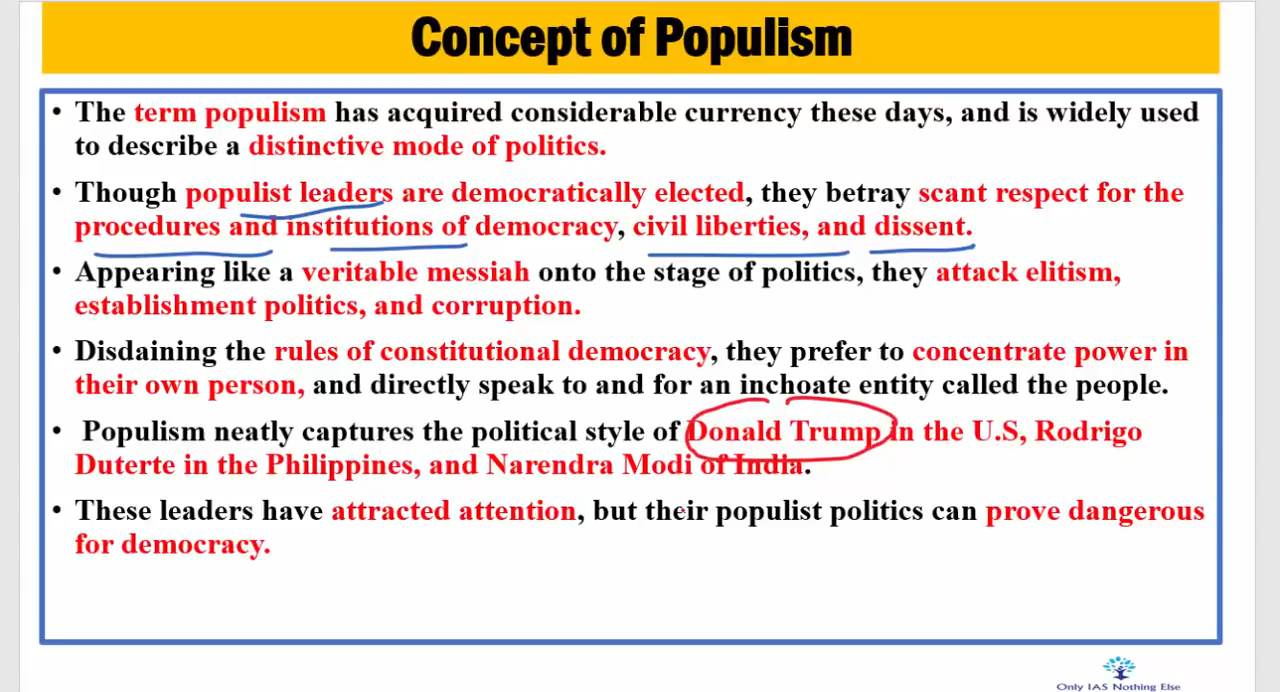 Concept of Populism
• The term populism has acquired considerable currency these days, and is widely used
to describe a distinctive mode of politics.
• Though populist leaders are democratically elected, they betray scant respect for the
procedures and institutions of democracy, civil liberties, and dissent.
• Appearing like a veritable messiah onto the stage of politics, they attack elitism,
establishment politics, and corruption.
• Disdaining the rules of constitutional democracy, they prefer to concentrate power in
their own person, and directly speak to and for an inchoate entity called the people.
• Populism neatly captures the political style of Donald Trump in the U.S, Rodrigo
Duterte in the Philippines, and Narendra Modi of India.
• These leaders have attracted attention, but their populist politics can prove dangerous
for democracy.
Only IAS Nothing Else